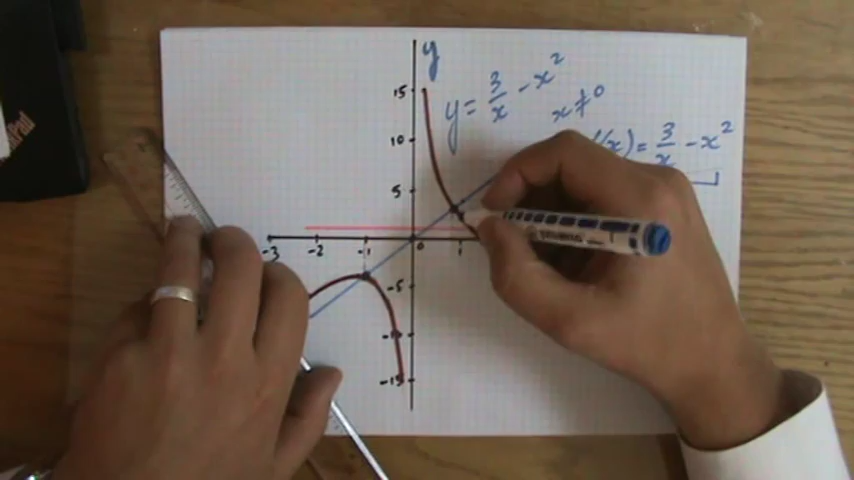 y
y = 3/x - x²
x ≠ 0
(x) = 3/x - x²
15
10
5
-3 -2 -1 0 1
-5
-10
-15